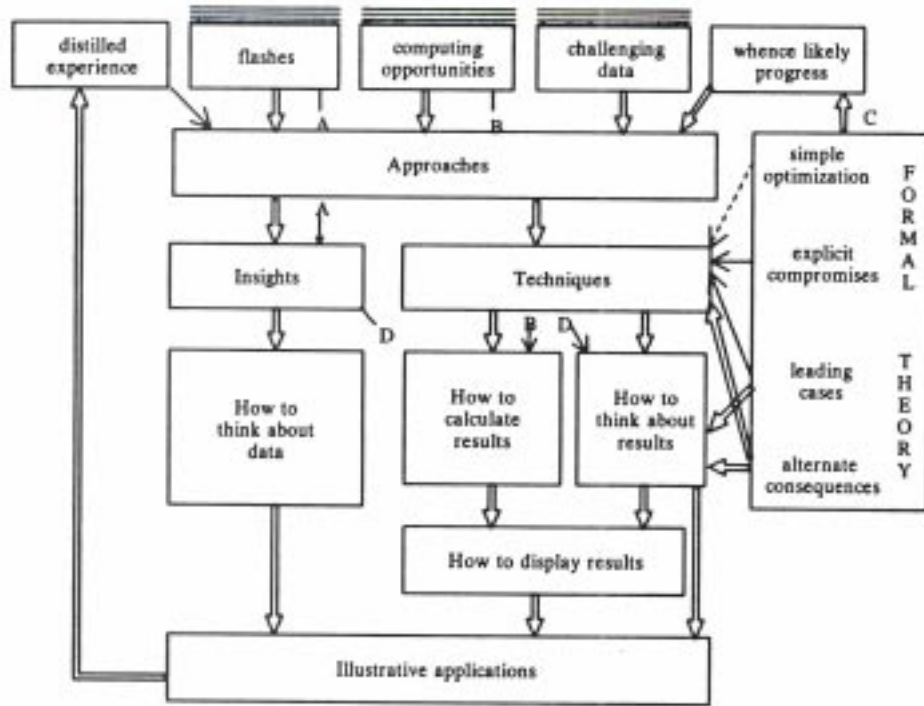 distilled
experience
flashes
computing
opportunities
challenging
data
whence likely
progress
A
B
C
Approaches
simple
optimization
FORMAL
A
Insights
Techniques
explicit
compromises
D
B
D
THEORY
How to
think about
data
How to
calculate
results
How to
think about
results
leading
cases
alternate
consequences
How to display results
Illustrative applications